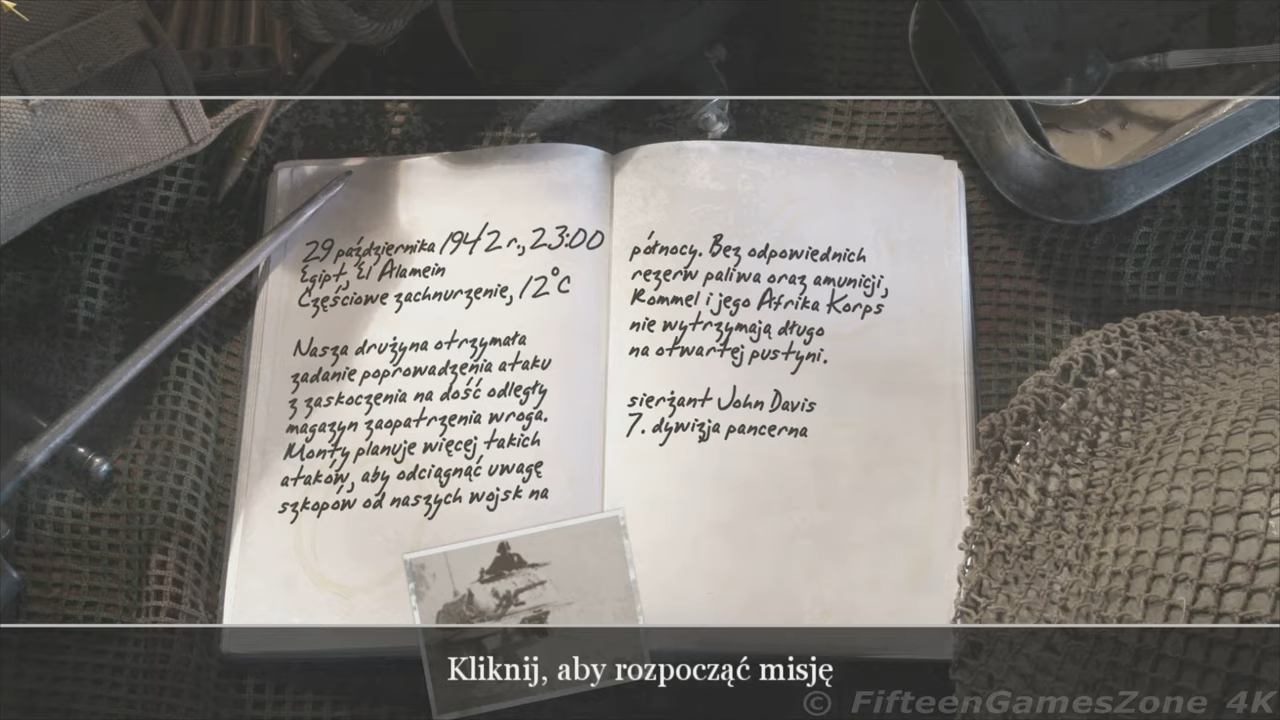 29 października 1942 r., 23:00
Egipt, El Alamein
Częściowe zachmurzenie, 12°C
Nasza drużyna otrzymała
zadanie poprowadzenia ataku
z zaskoczenia na dość odległy
magazyn zaopatrzenia wroga.
Monty planuje więcej takich
ataków, aby odciągnąć uwagę
szkopów od naszych wojsk na
północy. Bez odpowiednich
rezerw paliwa oraz amunicji,
Rommel i jego Afrika Korps
nie wytrzymają długo
na otwartej pustyni.
sierżant John Davis
7. dywizja pancerna
Kliknij, aby rozpocząć misję
© FifteenGamesZone 4K